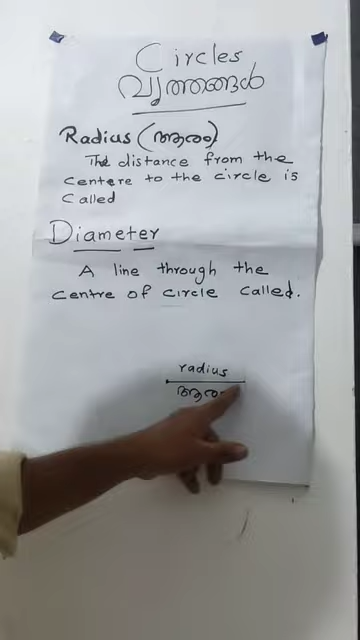 Circles
വൃത്തങ്ങൾ
Radius (ആരം)
The distance from the
centere to the circle is
Called
Diameter
A line through the
Centre of circle called.
radius
ആരം